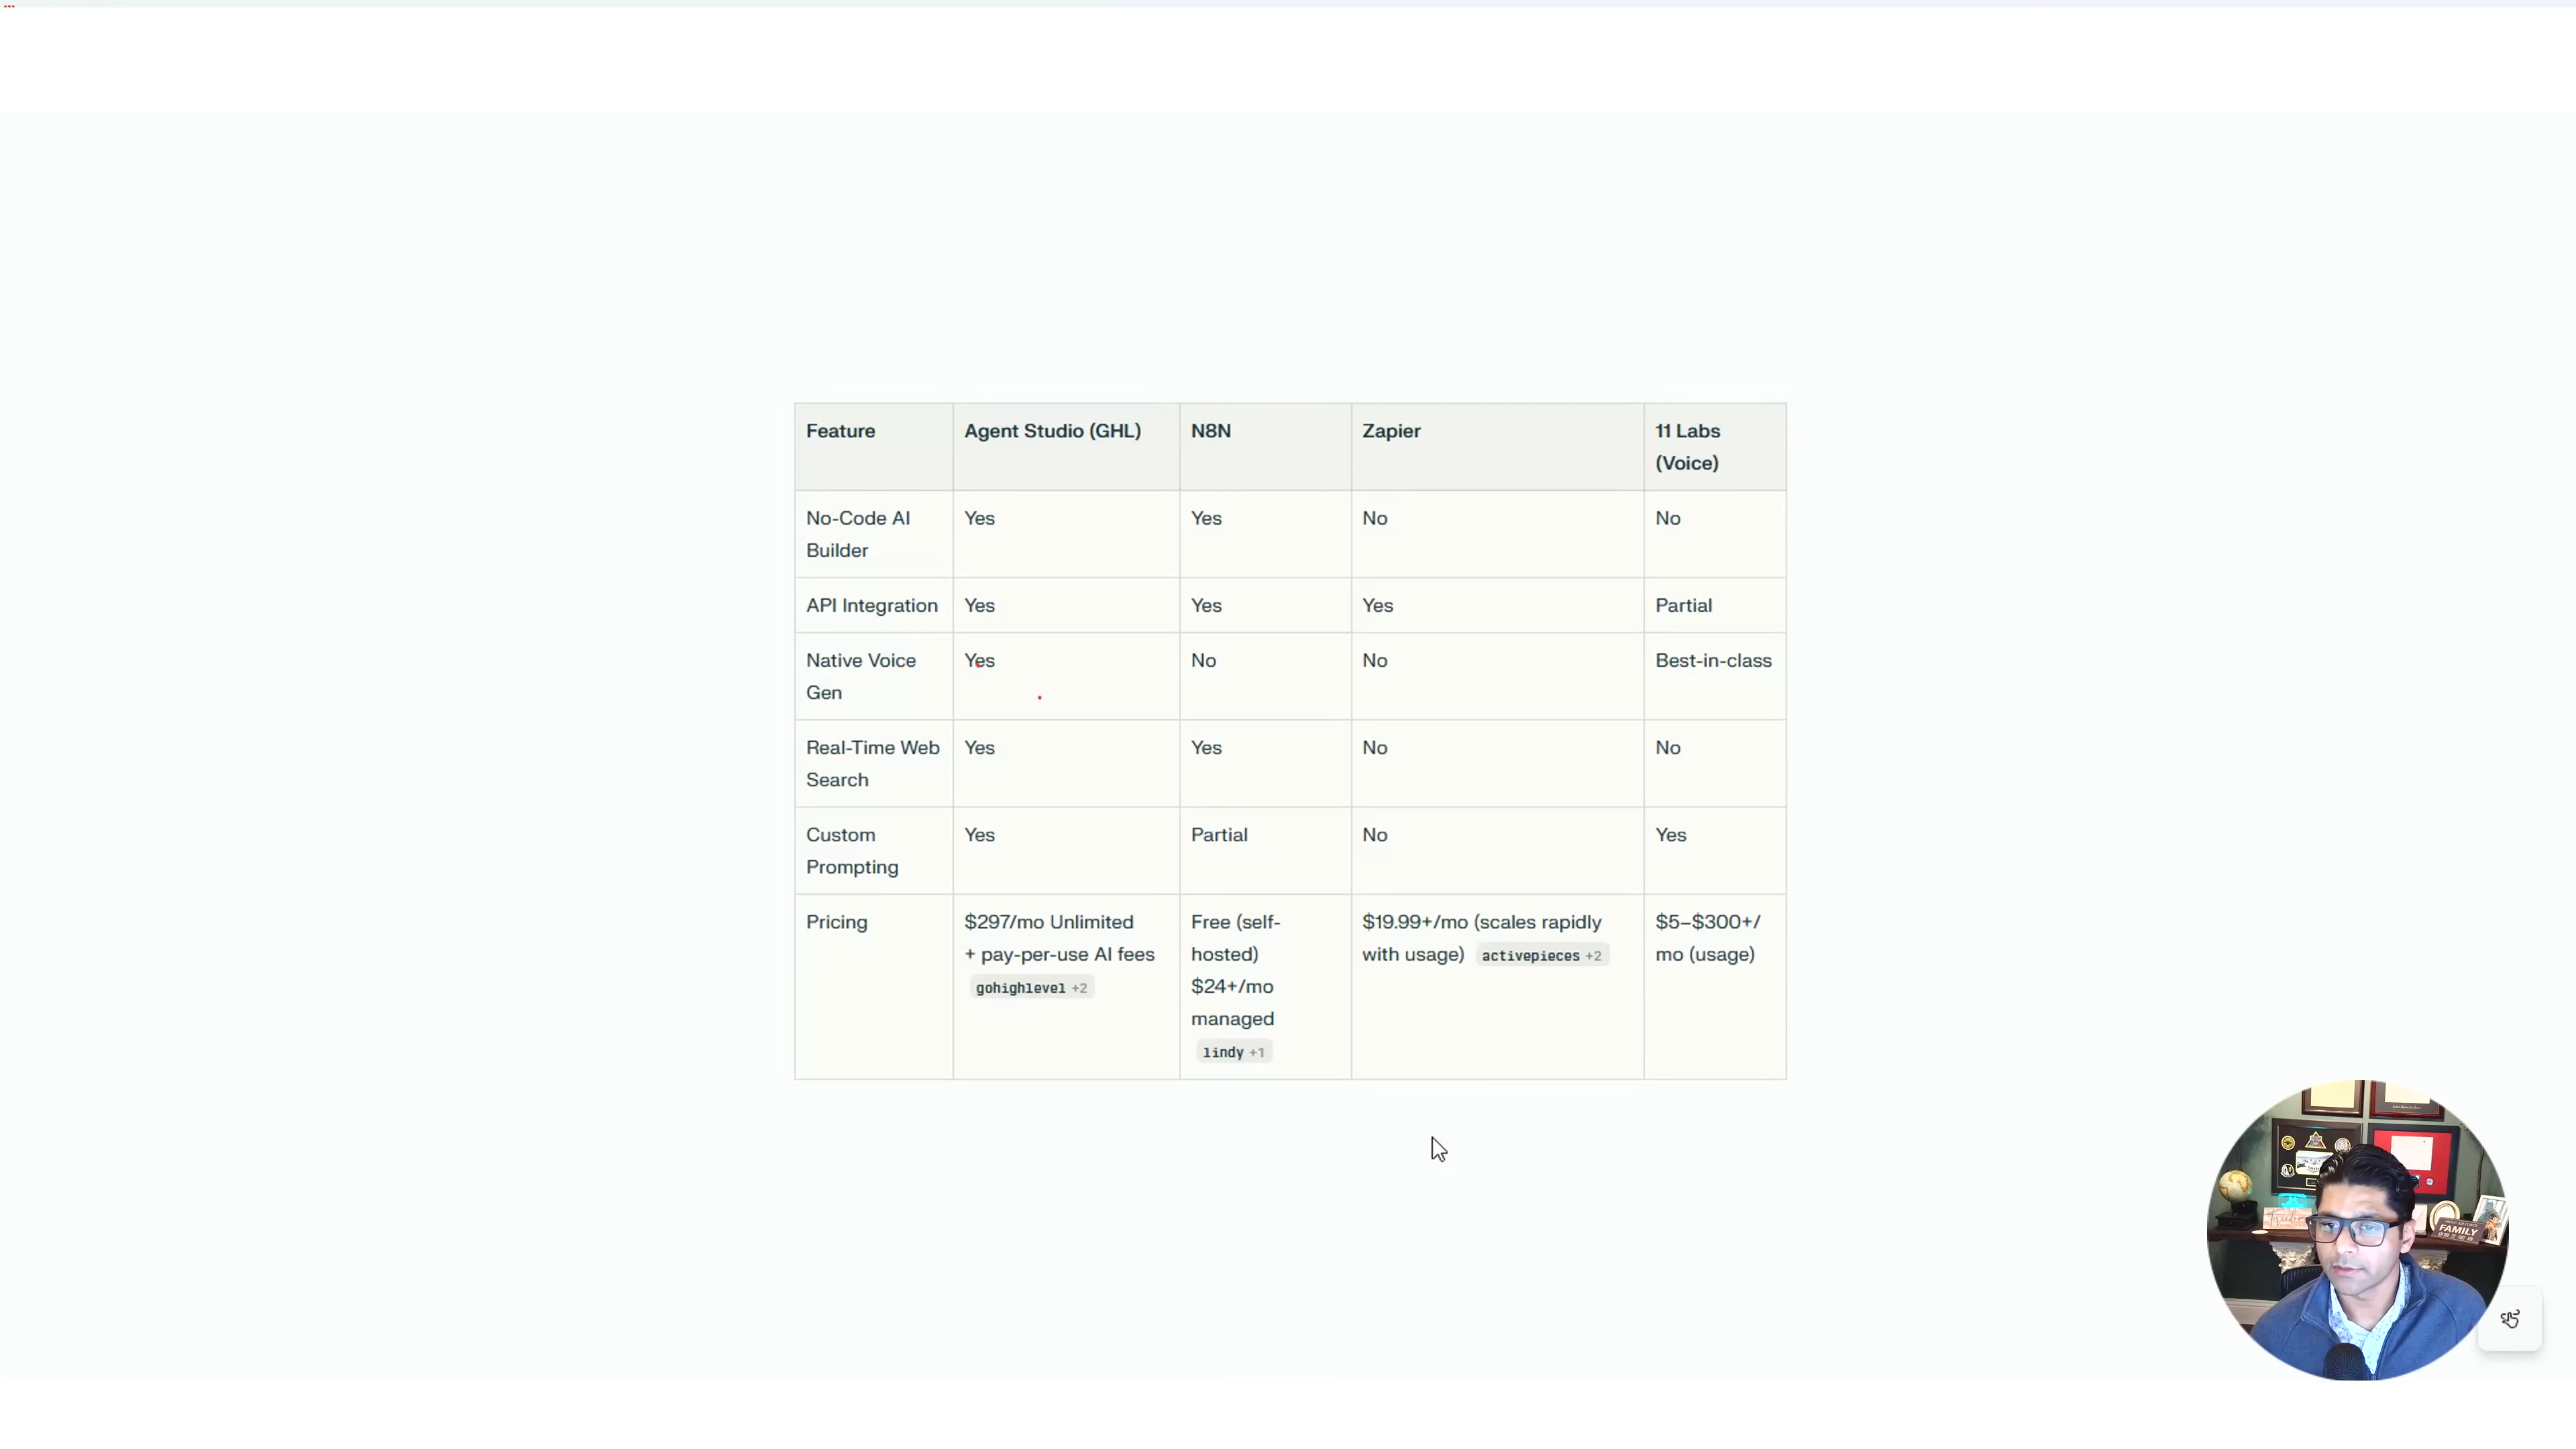 Feature
Agent Studio (GHL)
N8N
Zapier
11 Labs
(Voice)
No-Code AI
Builder
Yes
Yes
No
No
API Integration
Yes
Yes
Yes
Partial
Native Voice
Gen
Yes
No
No
Best-in-class
Real-Time Web
Search
Yes
Yes
No
No
Custom
Prompting
Yes
Partial
No
Yes
Pricing
$297/mo Unlimited
+ pay-per-use AI fees
gohighlevel +2
Free (self-
hosted)
$24+/mo
managed
lindy +1
$19.99+/mo (scales rapidly
with usage) activepieces +2
$5–$300+/
mo (usage)
FAMILY